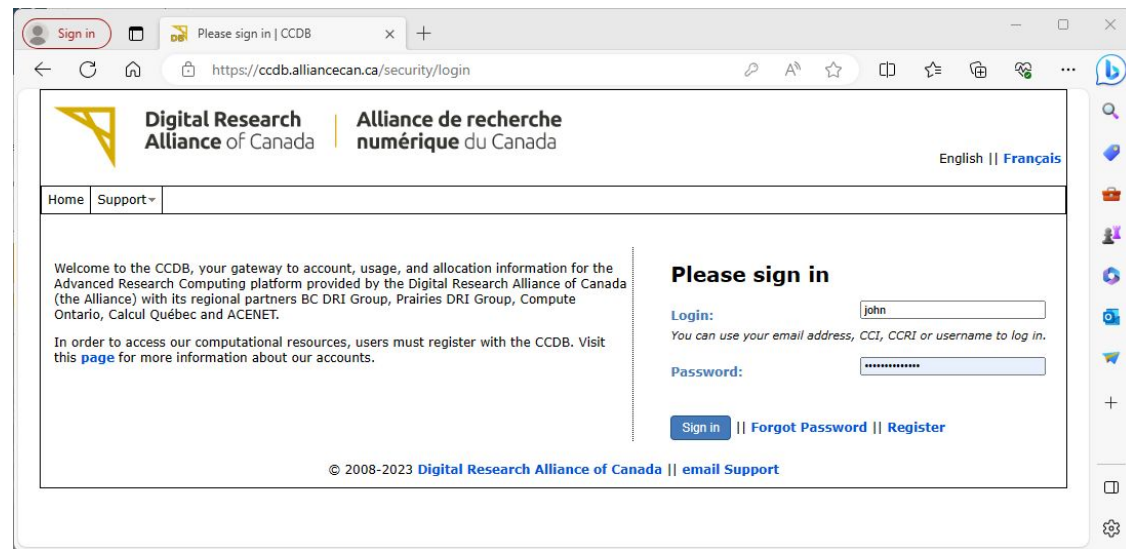 Sign in
Please sign in | CCDB
https://ccdb.alliancecan.ca/security/login
Digital Research Alliance de recherche
Alliance of Canada numérique du Canada
English || Français
Home Support
Welcome to the CCDB, your gateway to account, usage, and allocation information for the
Advanced Research Computing platform provided by the Digital Research Alliance of Canada
(the Alliance) with its regional partners BC DRI Group, Prairies DRI Group, Compute
Ontario, Calcul Québec and ACENET.
In order to access our computational resources, users must register with the CCDB. Visit
this page for more information about our accounts.
Please sign in
Login: john
You can use your email address, CCI, CCRI or username to log in.
Password: ••••••••••••••
Sign in || Forgot Password || Register
© 2008-2023 Digital Research Alliance of Canada || email Support